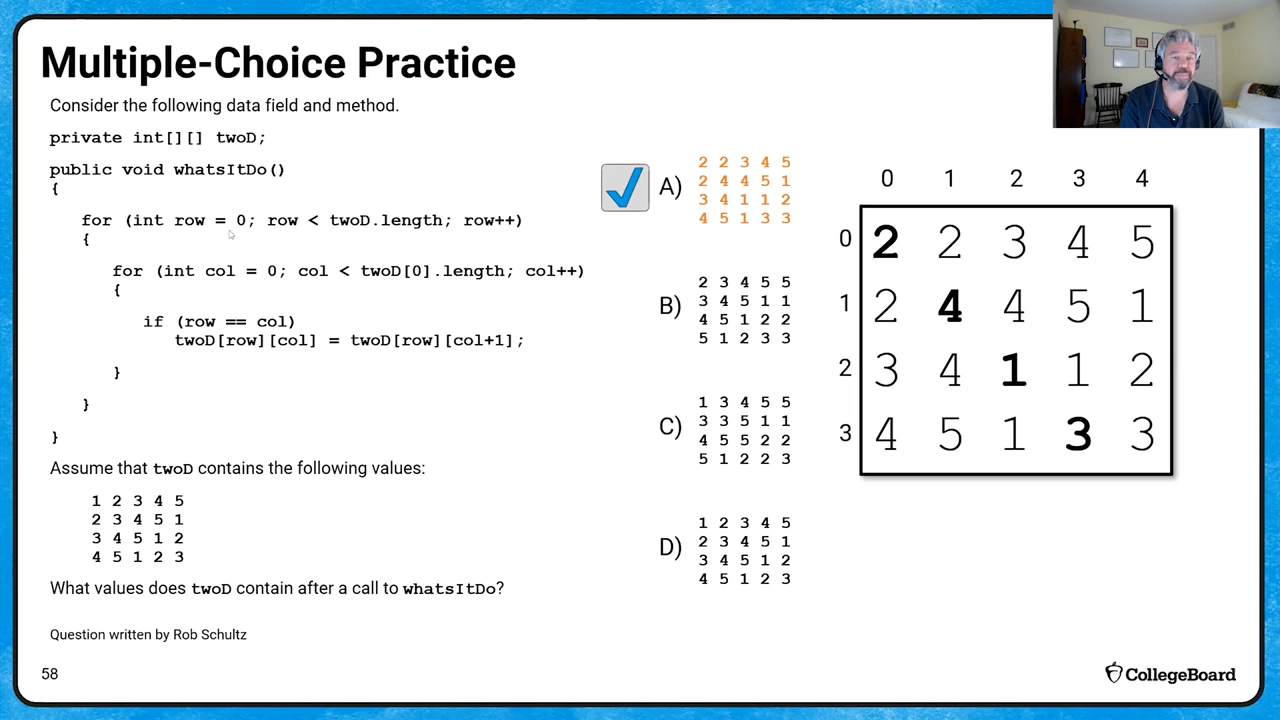 Multiple-Choice Practice
Consider the following data field and method.
private int[][] twoD;
public void whatsItDo()
{
for (int row = 0; row < twoD.length; row++)
{
for (int col = 0; col < twoD[0].length; col++)
{
if (row == col)
twoD[row][col] = twoD[row][col+1];
}
}
}
Assume that twoD contains the following values:
1 2 3 4 5
2 3 4 5 1
3 4 5 1 2
4 5 1 2 3
What values does twoD contain after a call to whatsItDo?
Question written by Rob Schultz
58
A)
2 2 3 4 5
2 4 4 5 1
3 4 1 1 2
4 5 1 3 3
B)
2 3 4 5 5
3 4 5 1 1
4 5 1 2 2
5 1 2 3 3
C)
1 3 4 5 5
3 3 5 1 1
4 5 5 2 2
5 1 2 2 3
D)
1 2 3 4 5
2 3 4 5 1
3 4 5 1 2
4 5 1 2 3
0 1 2 3 4
0 2 2 3 4 5
1 2 4 4 5 1
2 3 4 1 1 2
3 4 5 1 3 3
CollegeBoard